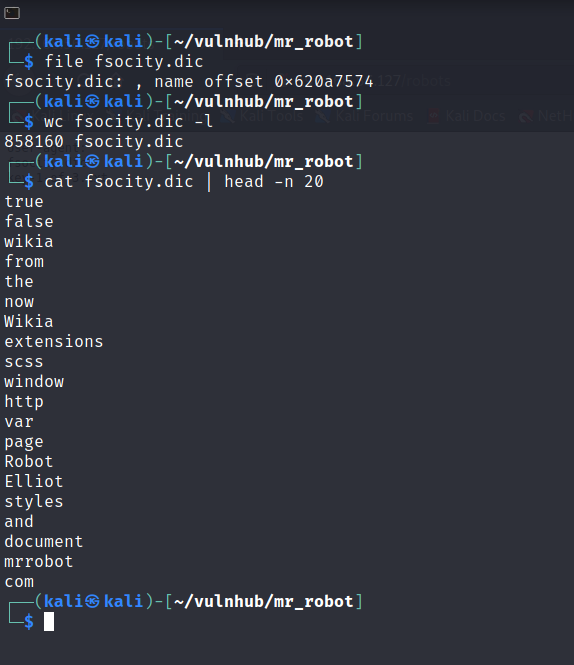 ┌──(kali㉿kali)-[~/vulnhub/mr_robot]
└─$ file fsocity.dic
fsocity.dic: , name offset 0×620a7574
┌──(kali㉿kali)-[~/vulnhub/mr_robot]
└─$ wc fsocity.dic -l
858160 fsocity.dic
┌──(kali㉿kali)-[~/vulnhub/mr_robot]
└─$ cat fsocity.dic | head -n 20
true
false
wikia
from
the
now
Wikia
extensions
scss
window
http
var
page
Robot
Elliot
styles
and
document
mrrobot
com
┌──(kali㉿kali)-[~/vulnhub/mr_robot]
└─$